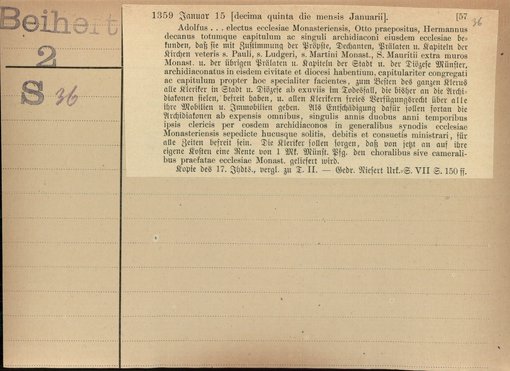 Beiheft
2
S 36
1359 Januar 15 [decima quinta die mensis Januarii]. [57
36
Adolfus . . . electus ecclesiae Monasteriensis, Otto praepositus, Hermannus
decanus totumque capitulum ac singuli archidiaconi eiusdem ecclesiae be-
kunden, daß sie mit Zustimmung der Pröpste, Dechanten, Prälaten u. Kapiteln der
Kirchen veteris s. Pauli, s. Ludgeri, s. Martini Monast., S. Mauritii extra muros
Monast. u. der übrigen Prälaten u. Kapiteln der Stadt u. der Diözese Münster,
archidiaconatus in eisdem civitate et diocesi habentium, capitulariter congregati
ac capitulum propter hoc specialiter facientes, zum Besten des ganzen Klerus
alle Kleriker in Stadt u. Diözese ab exuviis im Todesfall, die bisher an die Archi-
diakonen fielen, befreit haben, u. allen Klerikern freies Verfügungsrecht über alle
ihre Mobilien u. Immobilien geben. Als Entschädigung dafür sollen fortan die
Archidiakonen ab expensis omnibus, singulis annis duobus anni temporibus
ipsis clericis per eosdem archidiaconos in generalibus synodis ecclesiae
Monasteriensis sepedicte hucusque solitis, debitis et consuetis ministrari, für
alle Zeiten befreit sein. Die Kleriker sollen sorgen, daß von jetzt an auf ihre
eigene Kosten eine Rente von 1 Mk. Münst. Pfg. den choralibus sive camerali-
bus praefatae ecclesiae Monast. geliefert wird.
Kopie des 17. Jhdts., vergl. zu T. II. — Gedr. Niesert Urk.-S. VII S. 150 ff.